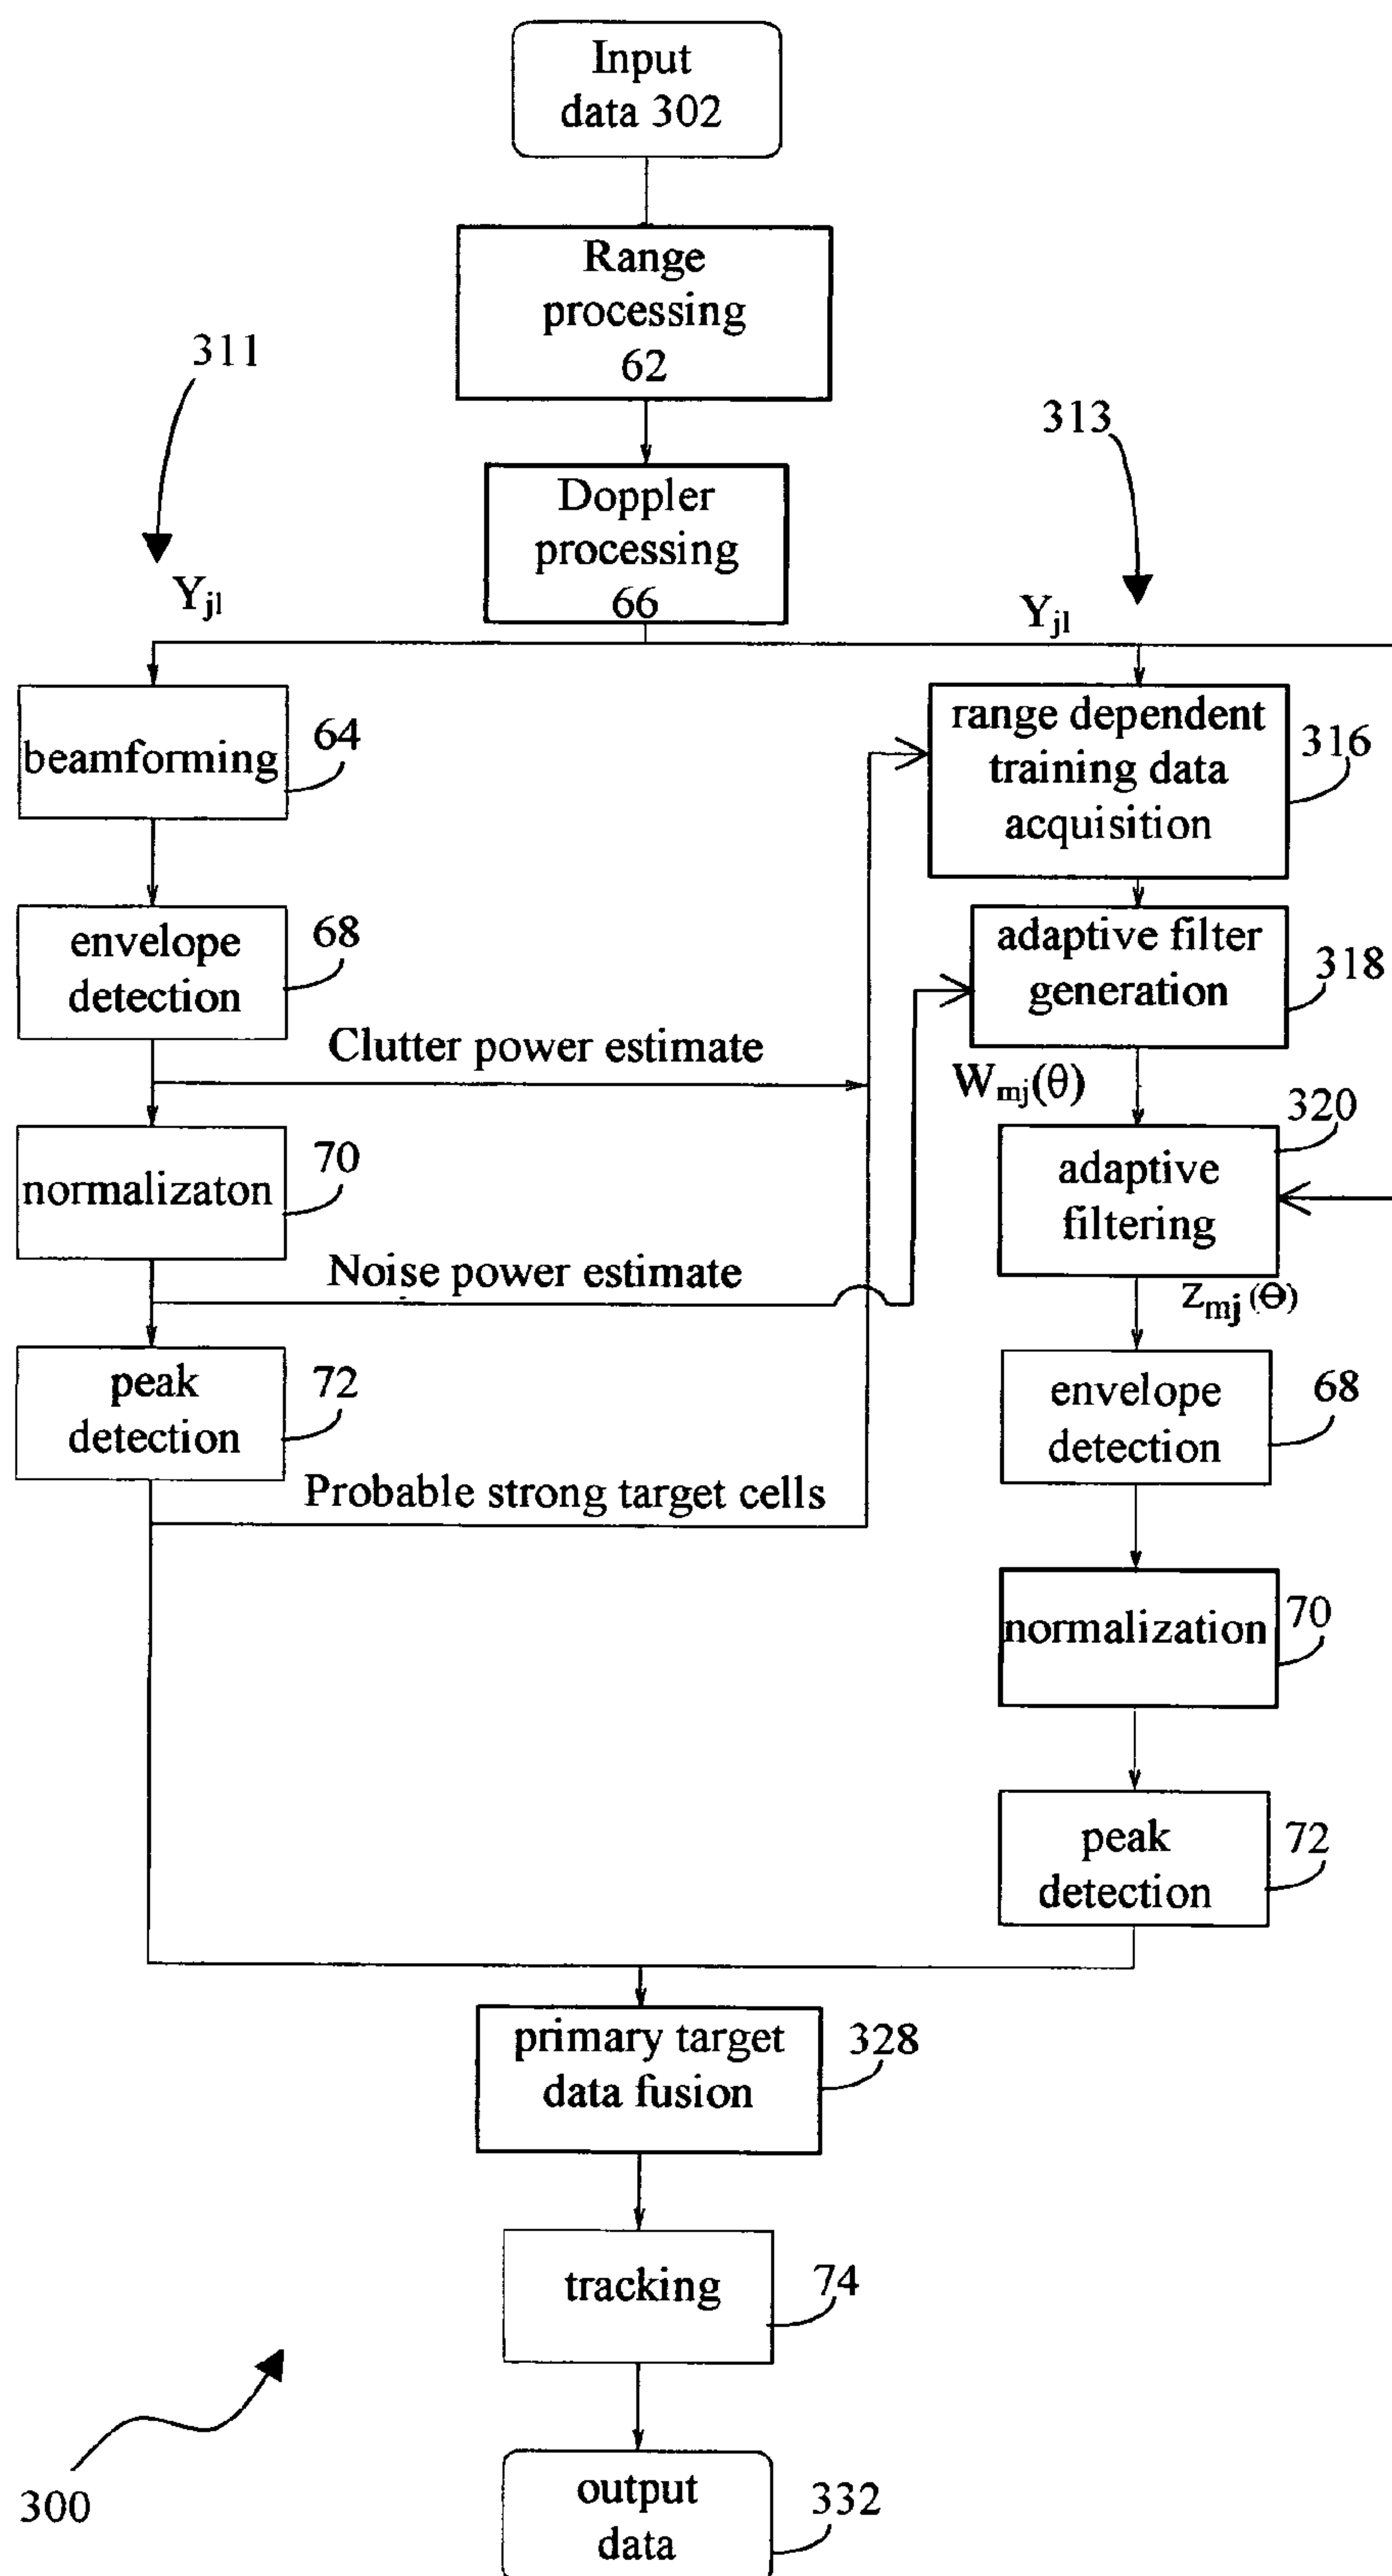 Input
data 302
Range
processing
62
311
313
Doppler
processing
66
Yjl
Yjl
beamforming
64
range dependent
training data
acquisition
316
envelope
detection
68
adaptive filter
generation
318
Clutter power estimate
Wmj(θ)
normalizaton
70
adaptive
filtering
320
Noise power estimate
Zmj(Θ)
peak
detection
72
envelope
detection
68
Probable strong target cells
normalization
70
peak
detection
72
primary target
data fusion
328
tracking
74
300
output
data
332